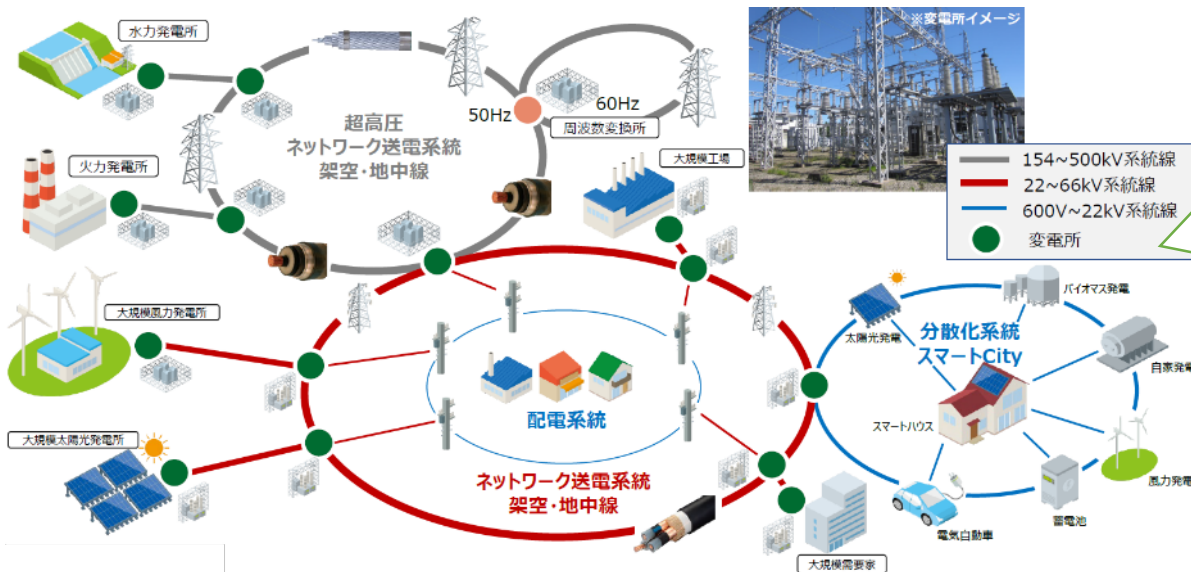 水力発電所
※変電所イメージ
50Hz
60Hz
周波数変換所
超高圧
ネットワーク送電系統
架空・地中線
火力発電所
大規模工場
154~500kV系統線
22~66kV系統線
600V~22kV系統線
変電所
大規模風力発電所
バイオマス発電
太陽光発電
分散化系統
スマートCity
自家発電
スマートハウス
配電系統
大規模太陽光発電所
ネットワーク送電系統
架空・地中線
風力発電
蓄電池
電気自動車
大規模需要家